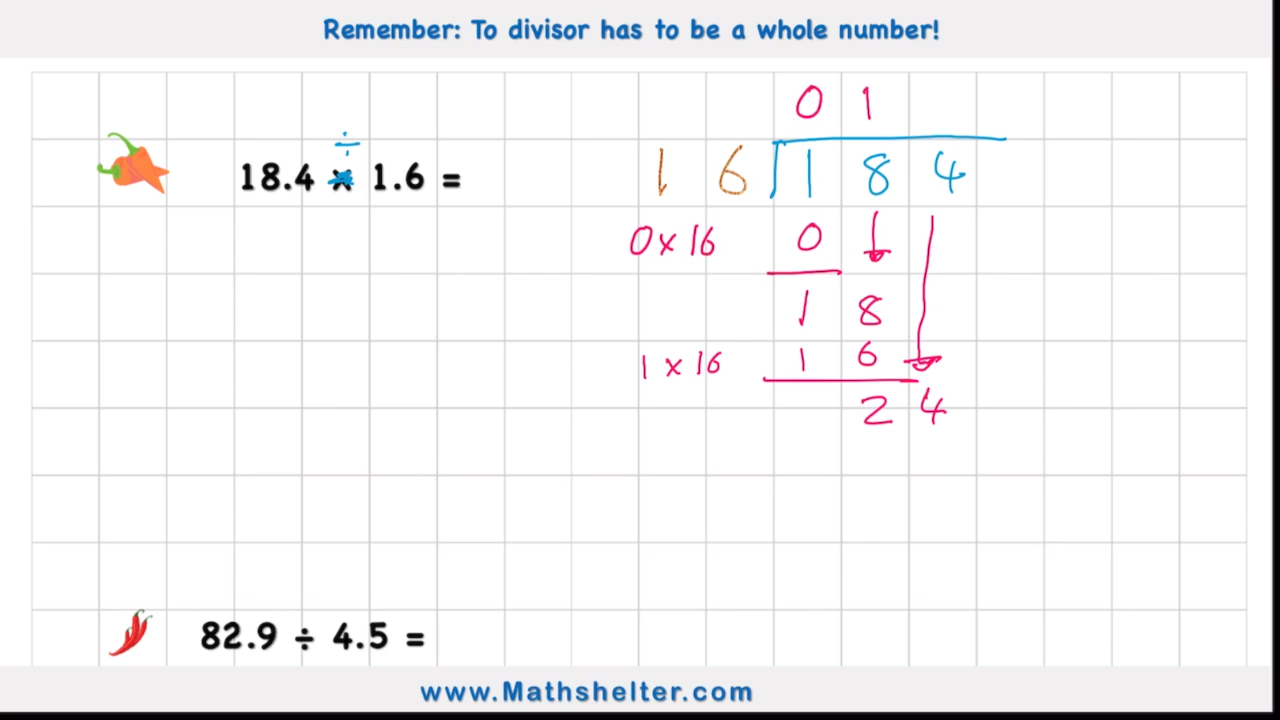 Remember: To divisor has to be a whole number!
0 1
÷
18.4 × 1.6 =
1 6 1 8 4
0 × 16 0
1 8
1 × 16 1 6
2 4
82.9 ÷ 4.5 =
www.Mathshelter.com